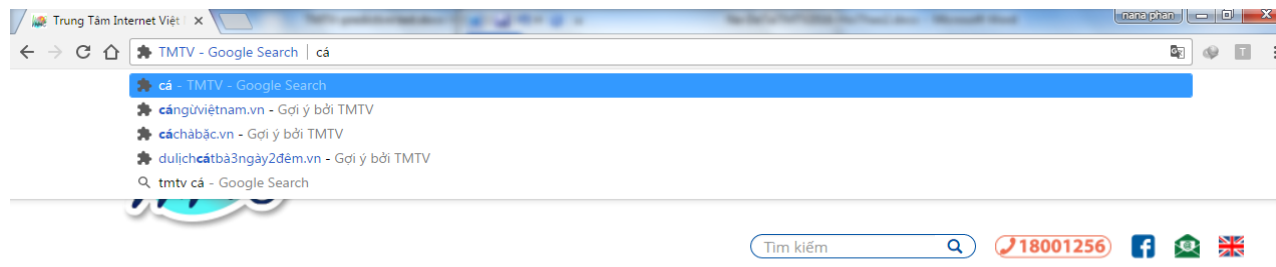 Trung Tâm Internet Việt
nana phan
TMTV - Google Search cá
T
cá - TMTV - Google Search
cángừviệtnam.vn - Gợi ý bởi TMTV
cáchàbặc.vn - Gợi ý bởi TMTV
dulịchcátbà3ngày2đêm.vn - Gợi ý bởi TMTV
tmtv cá - Google Search
Tìm kiếm
18001256